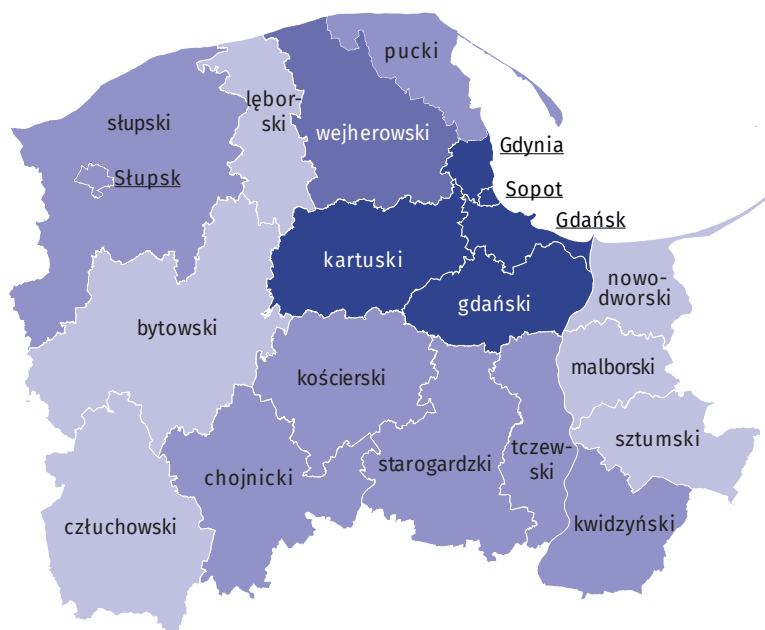 pucki
lębor-
ski
słupski
wejherowski
Gdynia
Słupsk
Sopot
Gdańsk
kartuski
nowo-
dworski
gdański
bytowski
malborski
kościerski
sztumski
tczew-
ski
starogardzki
chojnicki
człuchowski
kwidzyński